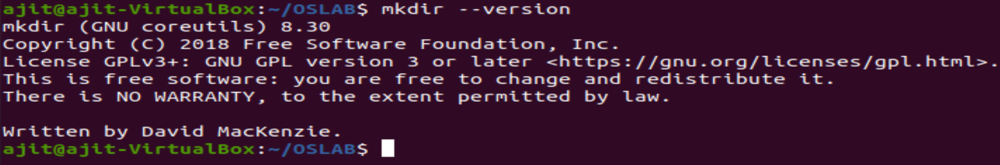 ajit@ajit-VirtualBox:~/OSLAB$ mkdir --version
mkdir (GNU coreutils) 8.30
Copyright (C) 2018 Free Software Foundation, Inc.
License GPLv3+: GNU GPL version 3 or later <https://gnu.org/licenses/gpl.html>.
This is free software: you are free to change and redistribute it.
There is NO WARRANTY, to the extent permitted by law.

Written by David MacKenzie.
ajit@ajit-VirtualBox:~/OSLAB$